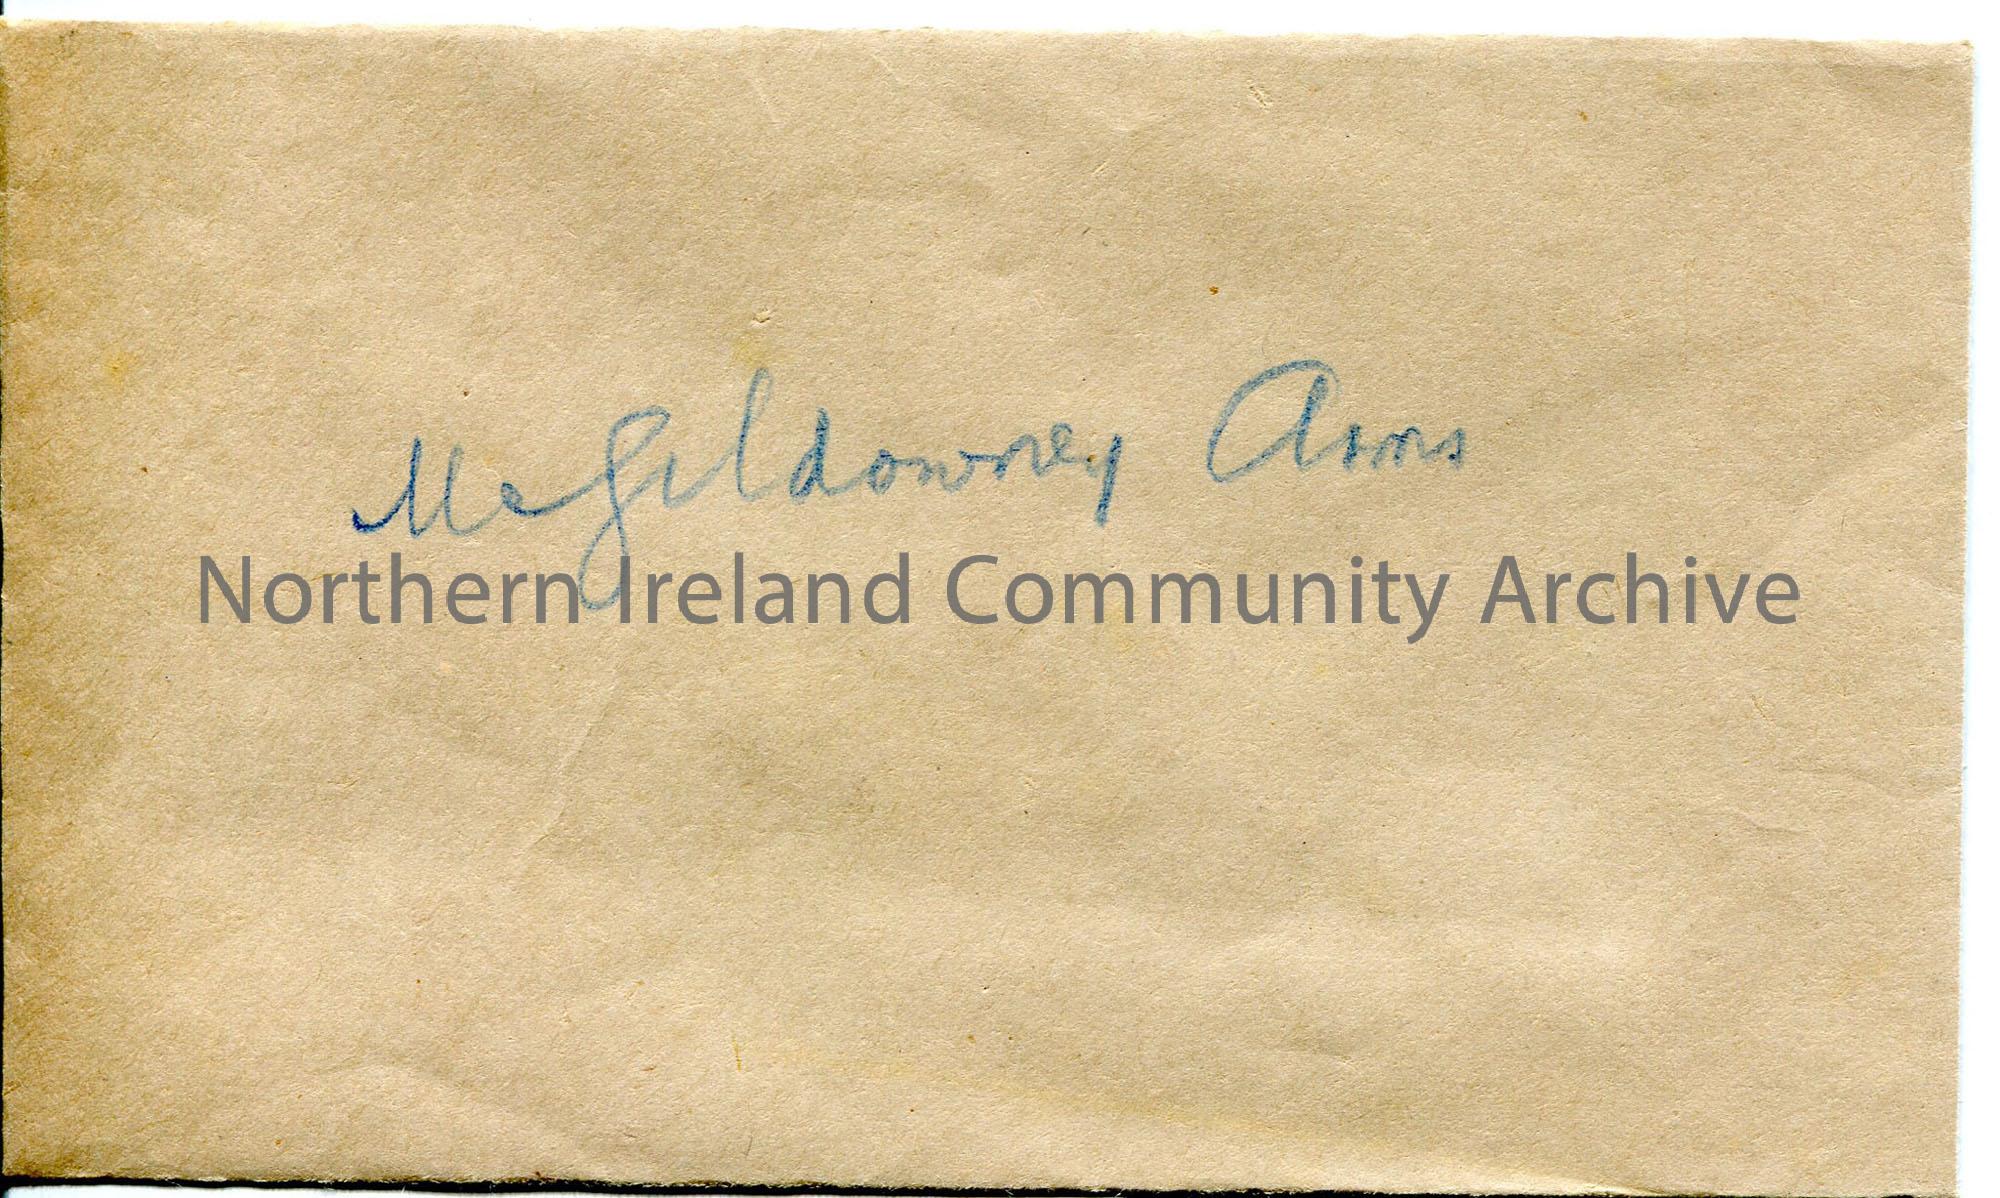 McGildowney Arms
Northern Ireland Community Archive